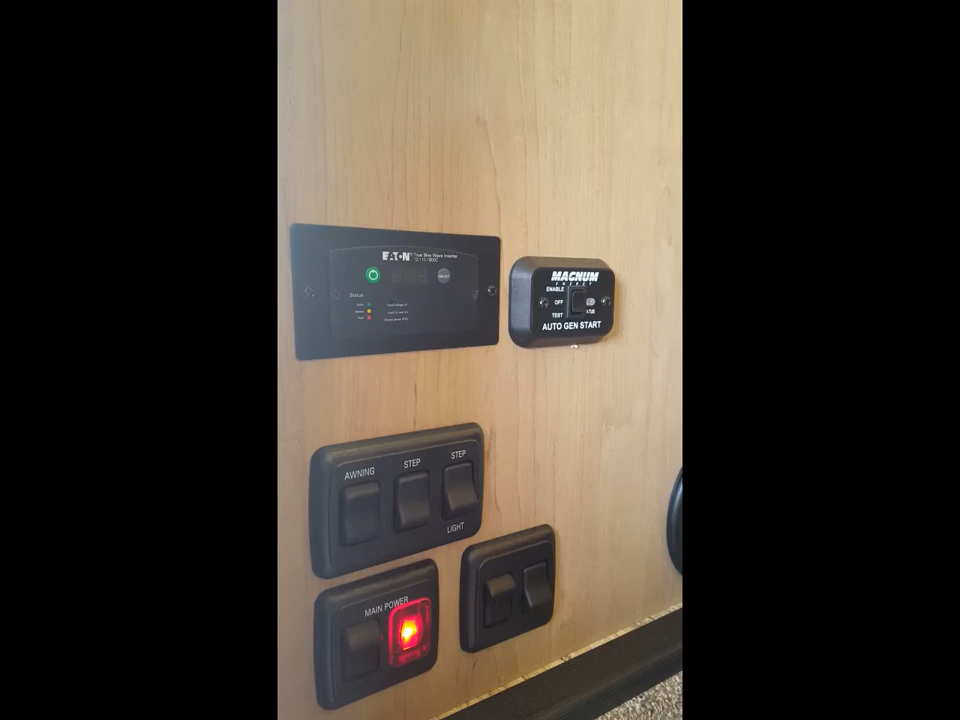 EATON True Sine Wave Inverter
SELECT
Status
MAGNUM
ENERGY
ENABLE
OFF
TEST
AUTO GEN START
AWNING
STEP
STEP
LIGHT
MAIN POWER